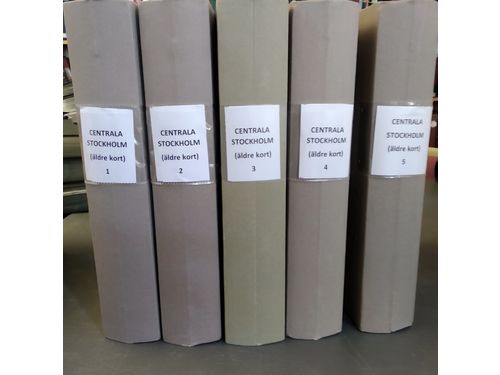 CENTRALA
STOCKHOLM
(äldre kort)
1
CENTRALA
STOCKHOLM
(äldre kort)
2
CENTRALA
STOCKHOLM
(äldre kort)
3
CENTRALA
STOCKHOLM
(äldre kort)
4
CENTRALA
STOCKHOLM
(äldre kort)
5